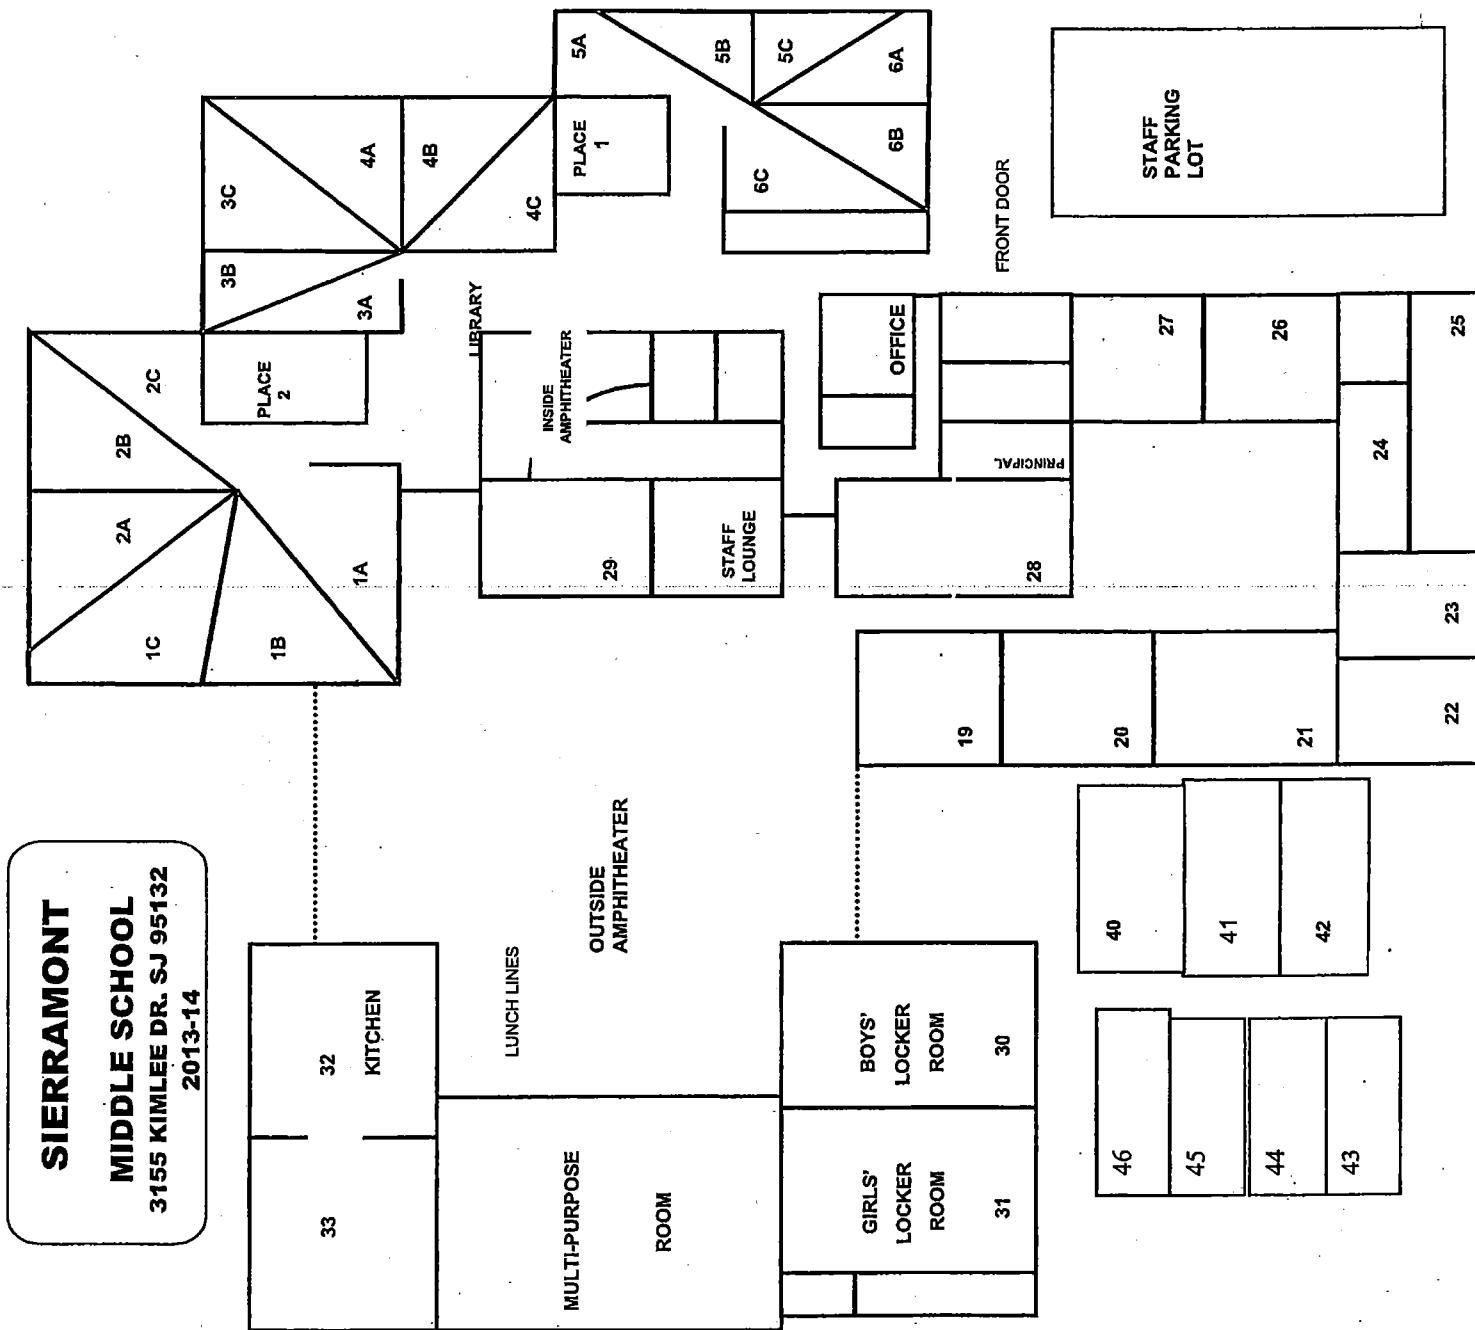 SIERRAMONT
MIDDLE SCHOOL
3155 KIMLEE DR. SJ 95132
2013-14
33
32
KITCHEN
MULTI-PURPOSE
ROOM
LUNCH LINES
OUTSIDE
AMPHITHEATER
GIRLS'
LOCKER
ROOM
31
BOYS'
LOCKER
ROOM
30
46
45
44
43
40
41
42
1C
1B
1A
2A
2B
2C
PLACE
2
3A
3B
3C
4A
4B
4C
PLACE
1
5A
5B
5C
6A
6B
6C
LIBRARY
INSIDE
AMPHITHEATER
29
STAFF
LOUNGE
28
OFFICE
PRINCIPAL
FRONT DOOR
STAFF
PARKING
LOT
19
20
21
22
23
24
25
26
27